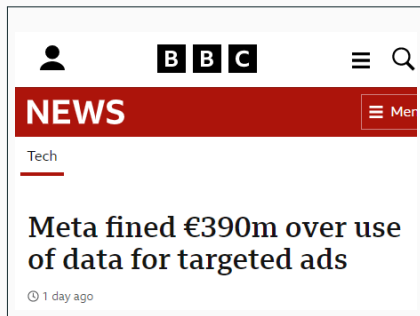 BBC
NEWS
Men
Tech
Meta fined €390m over use
of data for targeted ads
1 day ago